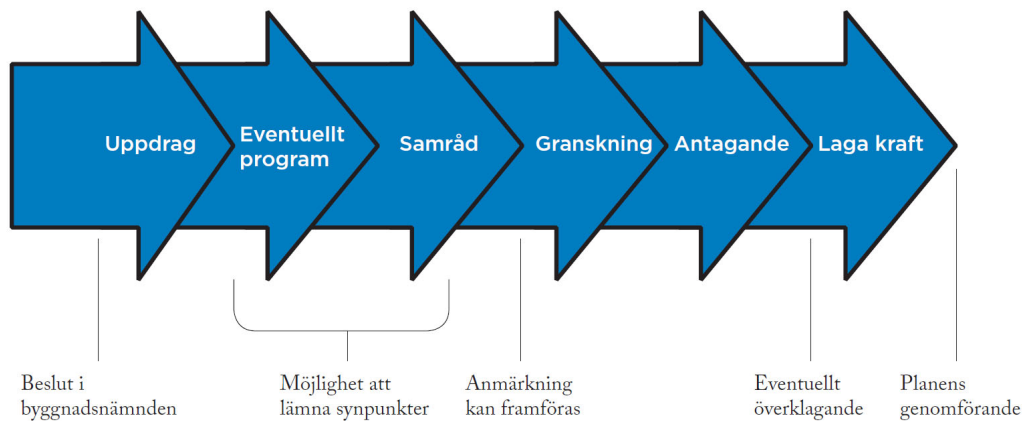 Uppdrag
Eventuellt
program
Samråd
Granskning
Antagande
Laga kraft
Beslut i
byggnadsnämnden
Möjlighet att
lämna synpunkter
Anmärkning
kan framföras
Eventuellt
överklagande
Planens
genomförande